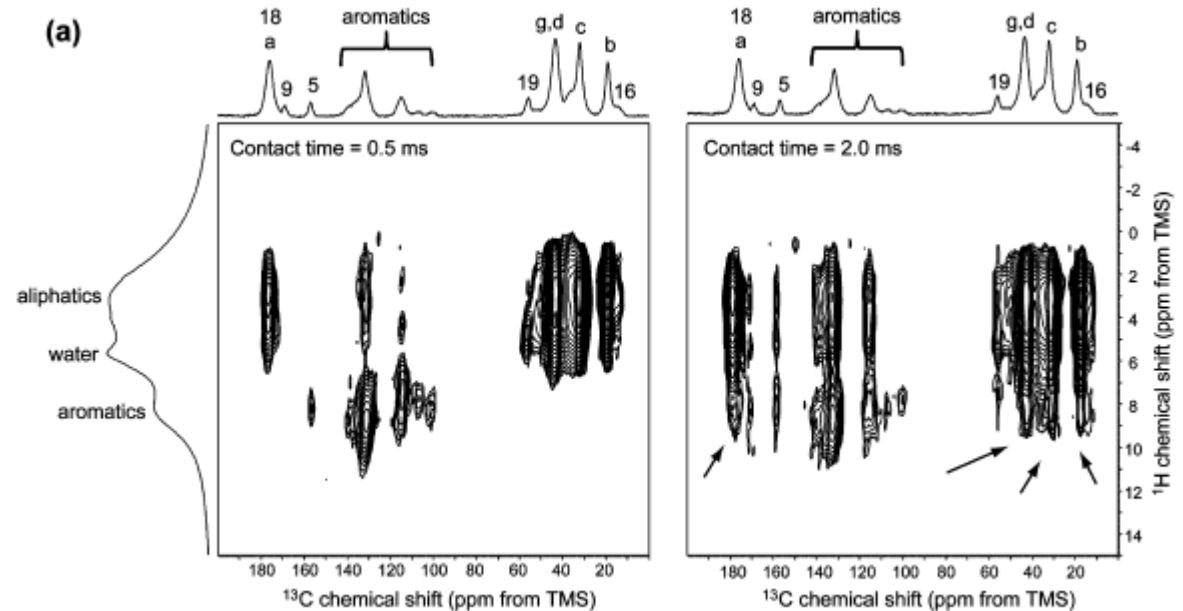 (a)
18
a
9
5
aromatics
19
g,d
c
b
16
18
a
9
5
aromatics
19
g,d
c
b
16
Contact time = 0.5 ms
Contact time = 2.0 ms
aliphatics
water
aromatics
-4
-2
0
2
4
6
8
10
12
14
¹H chemical shift (ppm from TMS)
180 160 140 120 100 80 60 40 20
180 160 140 120 100 80 60 40 20
¹³C chemical shift (ppm from TMS)
¹³C chemical shift (ppm from TMS)